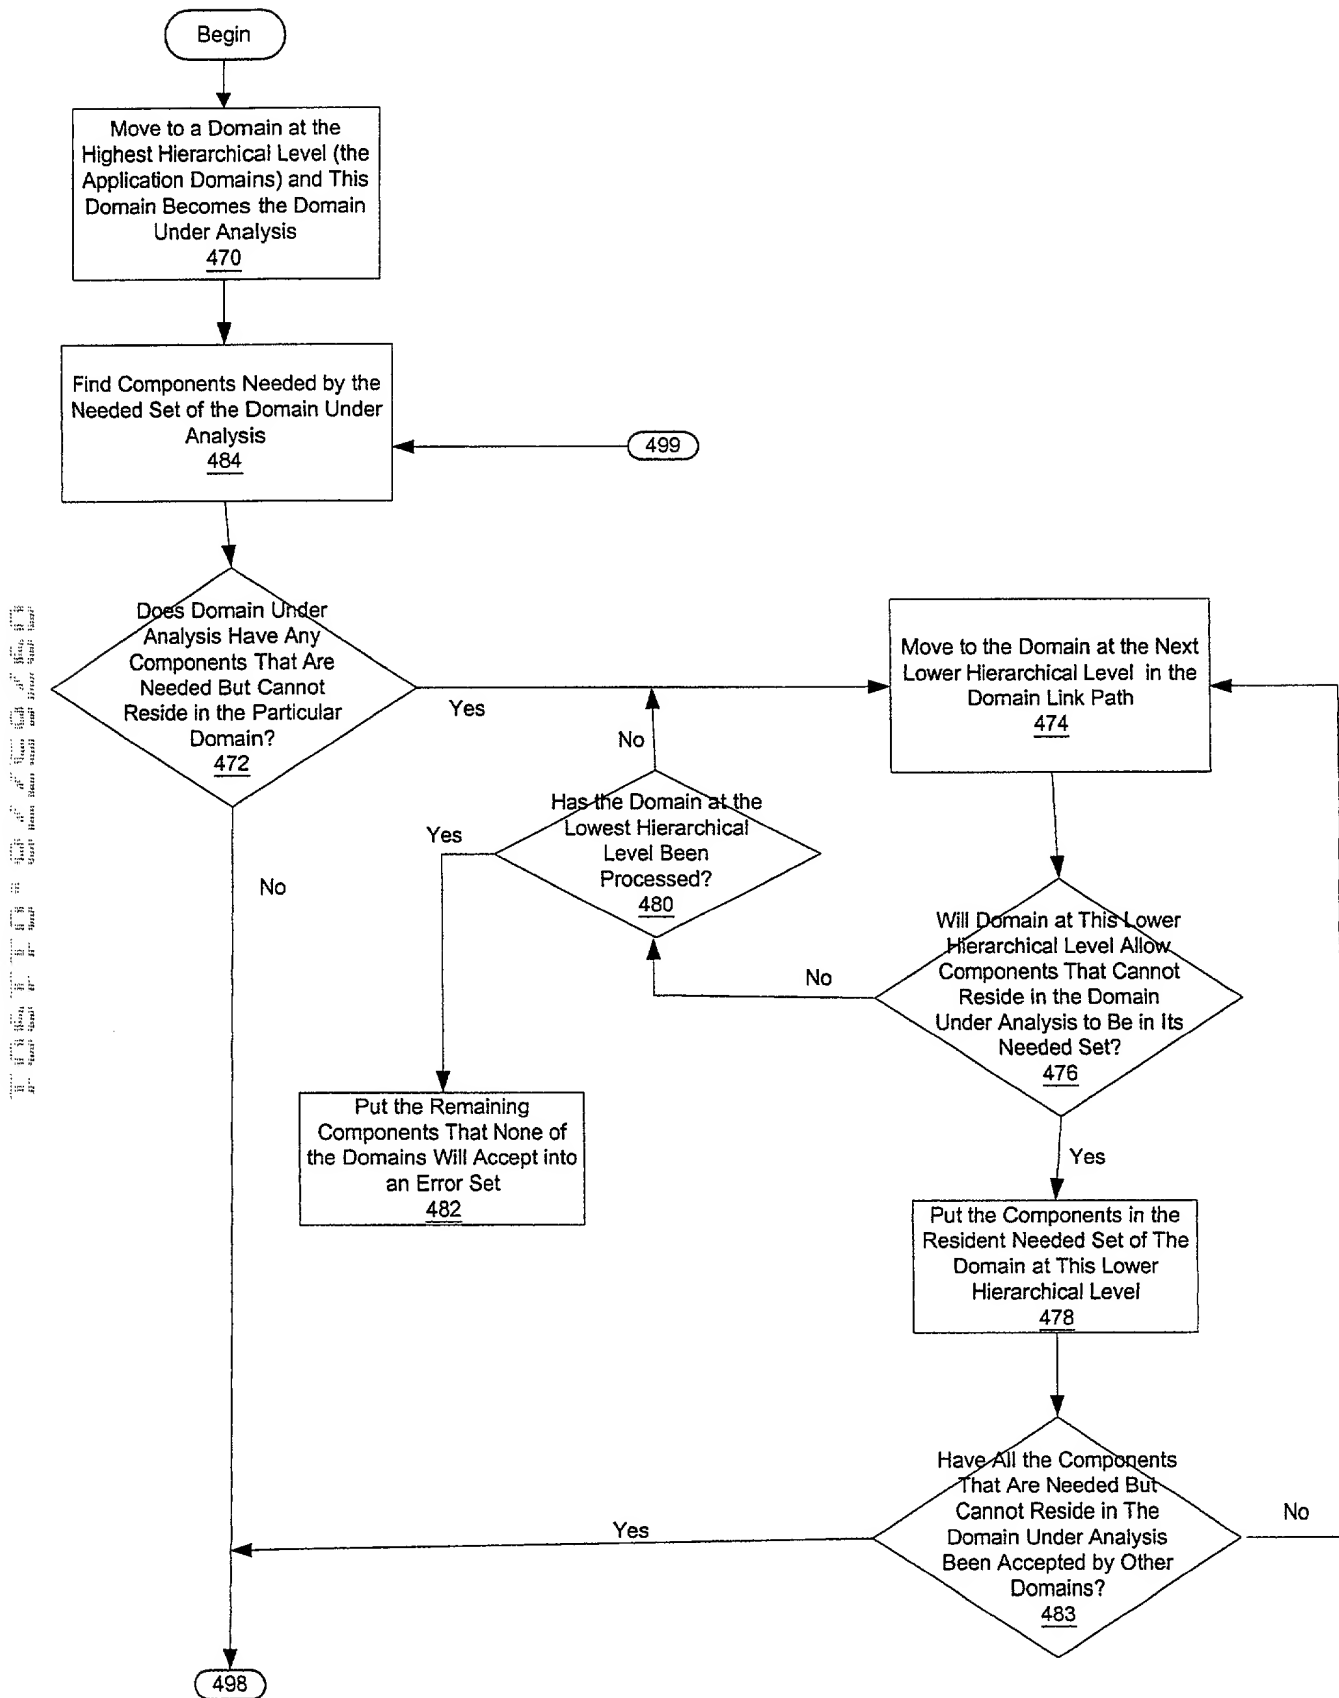 Begin
Move to a Domain at the
Highest Hierarchical Level (the
Application Domains) and This
Domain Becomes the Domain
Under Analysis
470
Find Components Needed by the
Needed Set of the Domain Under
Analysis
484
499
Does Domain Under
Analysis Have Any
Components That Are
Needed But Cannot
Reside in the Particular
Domain?
472
Yes
No
Move to the Domain at the Next
Lower Hierarchical Level in the
Domain Link Path
474
No
Has the Domain at the
Lowest Hierarchical
Level Been
Processed?
480
Yes
Will Domain at This Lower
Hierarchical Level Allow
Components That Cannot
Reside in the Domain
Under Analysis to Be in Its
Needed Set?
476
No
Yes
Put the Remaining
Components That None of
the Domains Will Accept into
an Error Set
482
Put the Components in the
Resident Needed Set of The
Domain at This Lower
Hierarchical Level
478
Have All the Components
That Are Needed But
Cannot Reside in The
Domain Under Analysis
Been Accepted by Other
Domains?
483
No
Yes
498